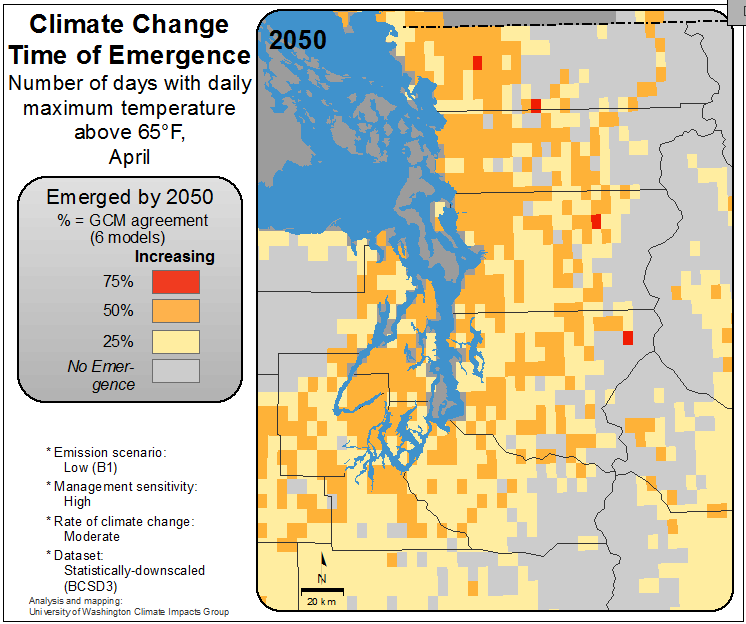 Climate Change
Time of Emergence
Number of days with daily
maximum temperature
above 65°F,
April
Emerged by 2050
% = GCM agreement
(6 models)
Increasing
75%
50%
25%
No Emer-
gence
* Emission scenario:
Low (B1)
* Management sensitivity:
High
* Rate of climate change:
Moderate
* Dataset:
Statistically-downscaled
(BCSD3)
Analysis and mapping:
University of Washington Climate Impacts Group
2050
N
20 km